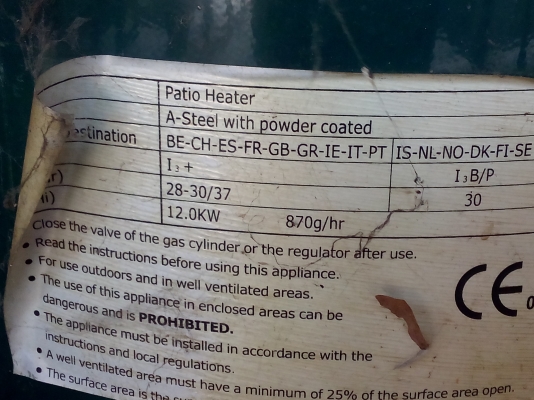 Patio Heater
A-Steel with powder coated
BE-CH-ES-FR-GB-GR-IE-IT-PT IS-NL-NO-DK-FI-SE
I3+ I3B/P
28-30/37 30
12.0KW 870g/hr
Close the valve of the gas cylinder or the regulator after use.
• Read the instructions before using this appliance.
• For use outdoors and in well ventilated areas.
• The use of this appliance in enclosed areas can be
dangerous and is PROHIBITED.
• The appliance must be installed in accordance with the
instructions and local regulations.
• A well ventilated area must have a minimum of 25% of the surface area open.
• The surface area is the
CE